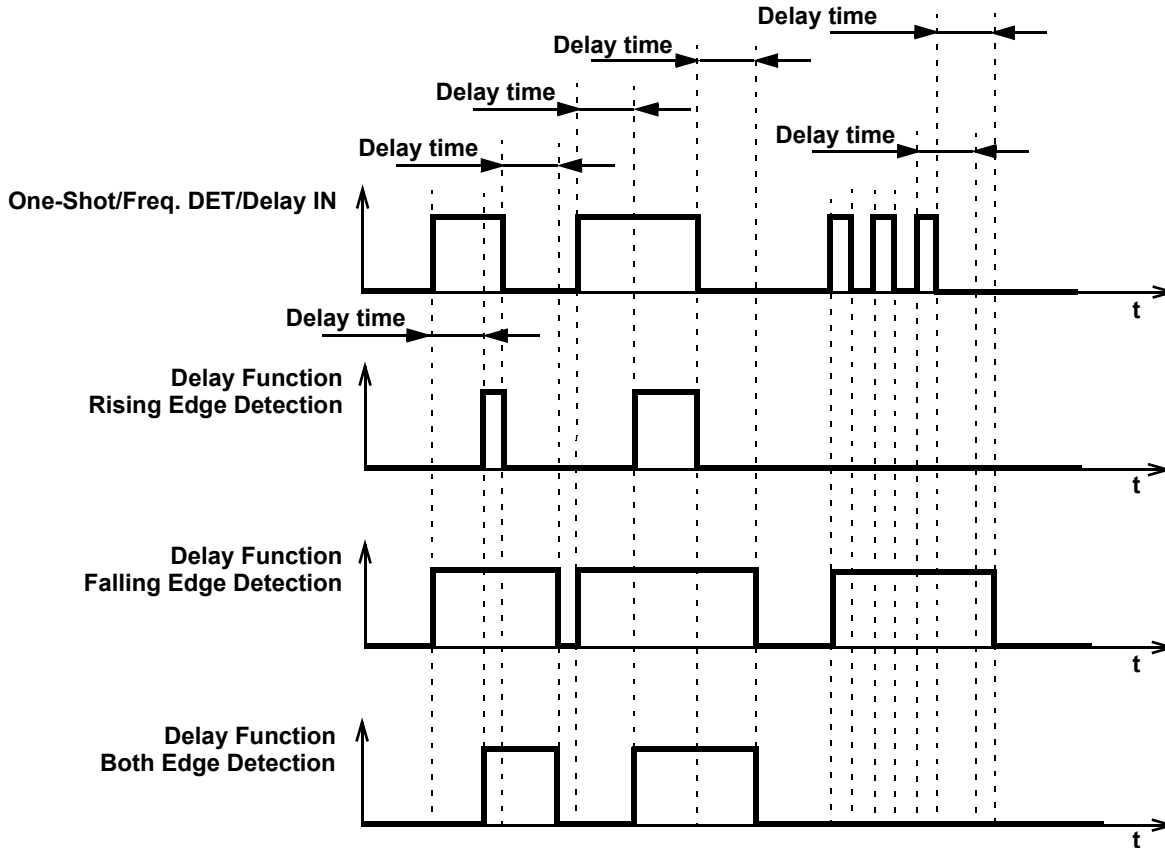 Delay time
Delay time
Delay time
Delay time
Delay time
One-Shot/Freq. DET/Delay IN
t
Delay time
Delay Function
Rising Edge Detection
t
Delay Function
Falling Edge Detection
t
Delay Function
Both Edge Detection
t